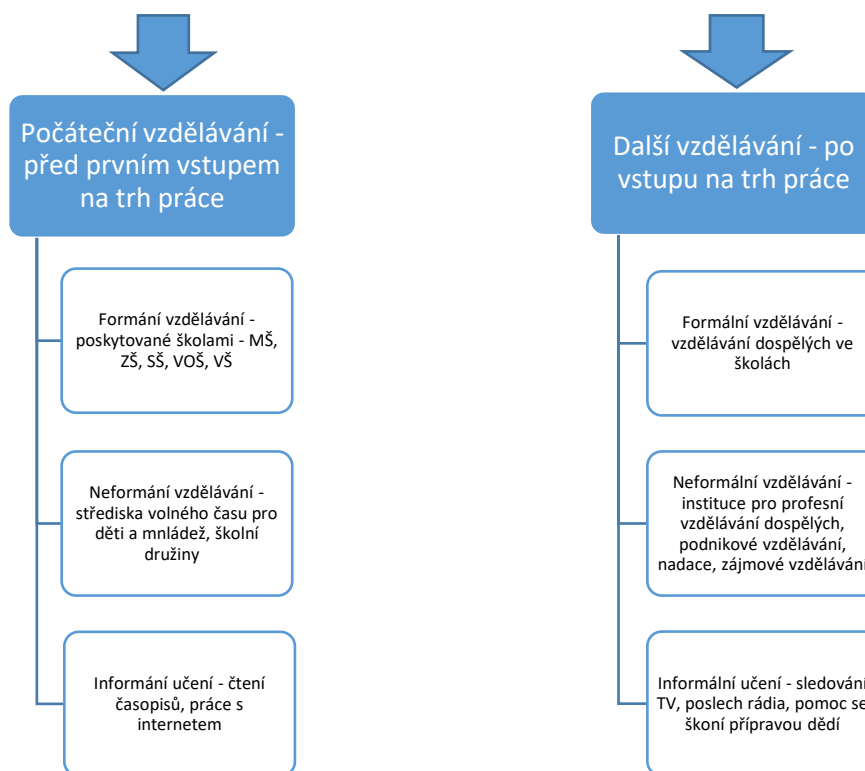 Počáteční vzdělávání -
před prvním vstupem
na trh práce
Formání vzdělávání -
poskytované školami - MŠ,
ZŠ, SŠ, VOŠ, VŠ
Neformání vzdělávání -
střediska volného času pro
děti a mnládež, školní
družiny
Informání učení - čtení
časopisů, práce s
internetem
Další vzdělávání - po
vstupu na trh práce
Formální vzdělávání -
vzdělávání dospělých ve
školách
Neformální vzdělávání -
instituce pro profesní
vzdělávání dospělých,
podnikové vzdělávání,
nadace, zájmové vzdělávání
Informální učení - sledování
TV, poslech rádia, pomoc se
škoní přípravou dědí